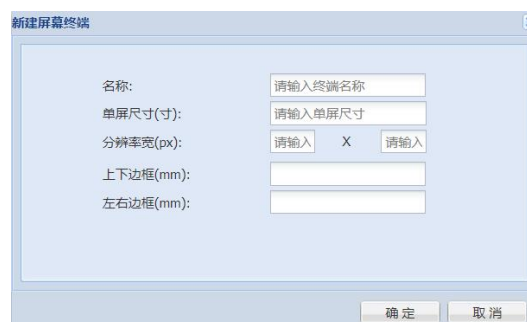 新建屏幕终端
名称: 请输入终端名称
单屏尺寸(寸): 请输入单屏尺寸
分辨率宽(px): 请输入 X 请输入
上下边框(mm):
左右边框(mm):
确定 取消